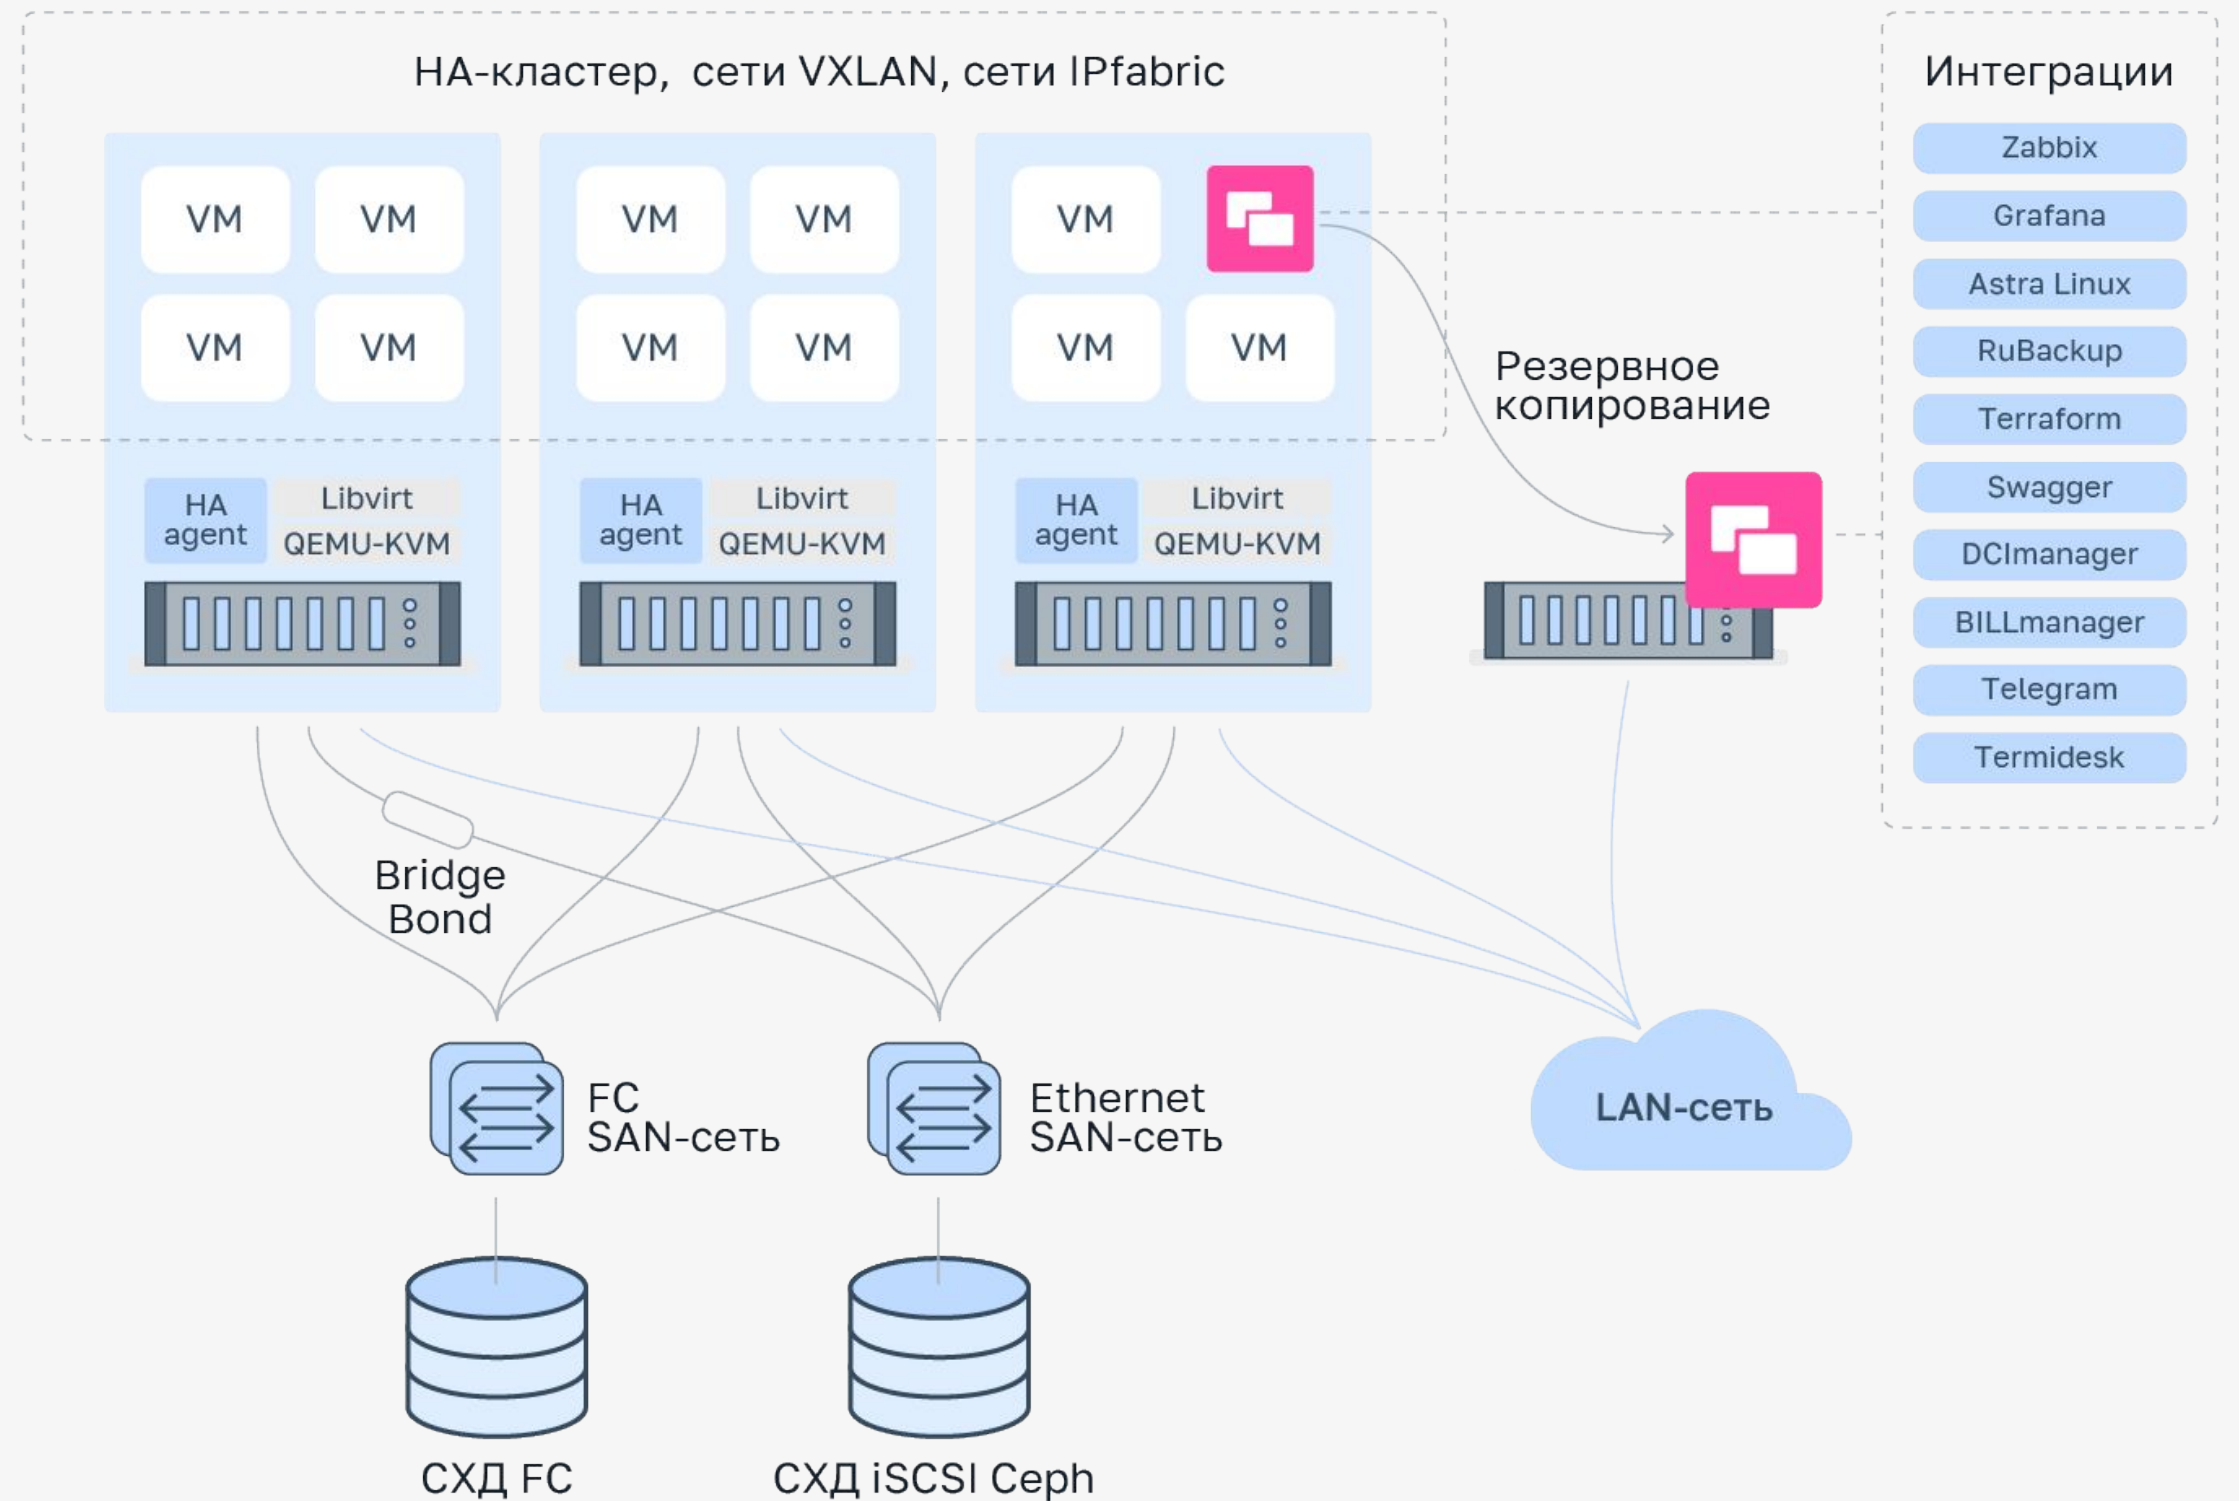 НА-кластер, сети VXLAN, сети IPfabric
VM VM
VM VM
HA
agent
Libvirt
QEMU-KVM
VM VM
VM VM
HA
agent
Libvirt
QEMU-KVM
VM
VM VM
HA
agent
Libvirt
QEMU-KVM
Резервное
копирование
Интеграции
Zabbix
Grafana
Astra Linux
RuBackup
Terraform
Swagger
DCImanager
BILLmanager
Telegram
Termidesk
Bridge
Bond
FC
SAN-сеть
Ethernet
SAN-сеть
LAN-сеть
СХД FC
СХД iSCSI Ceph